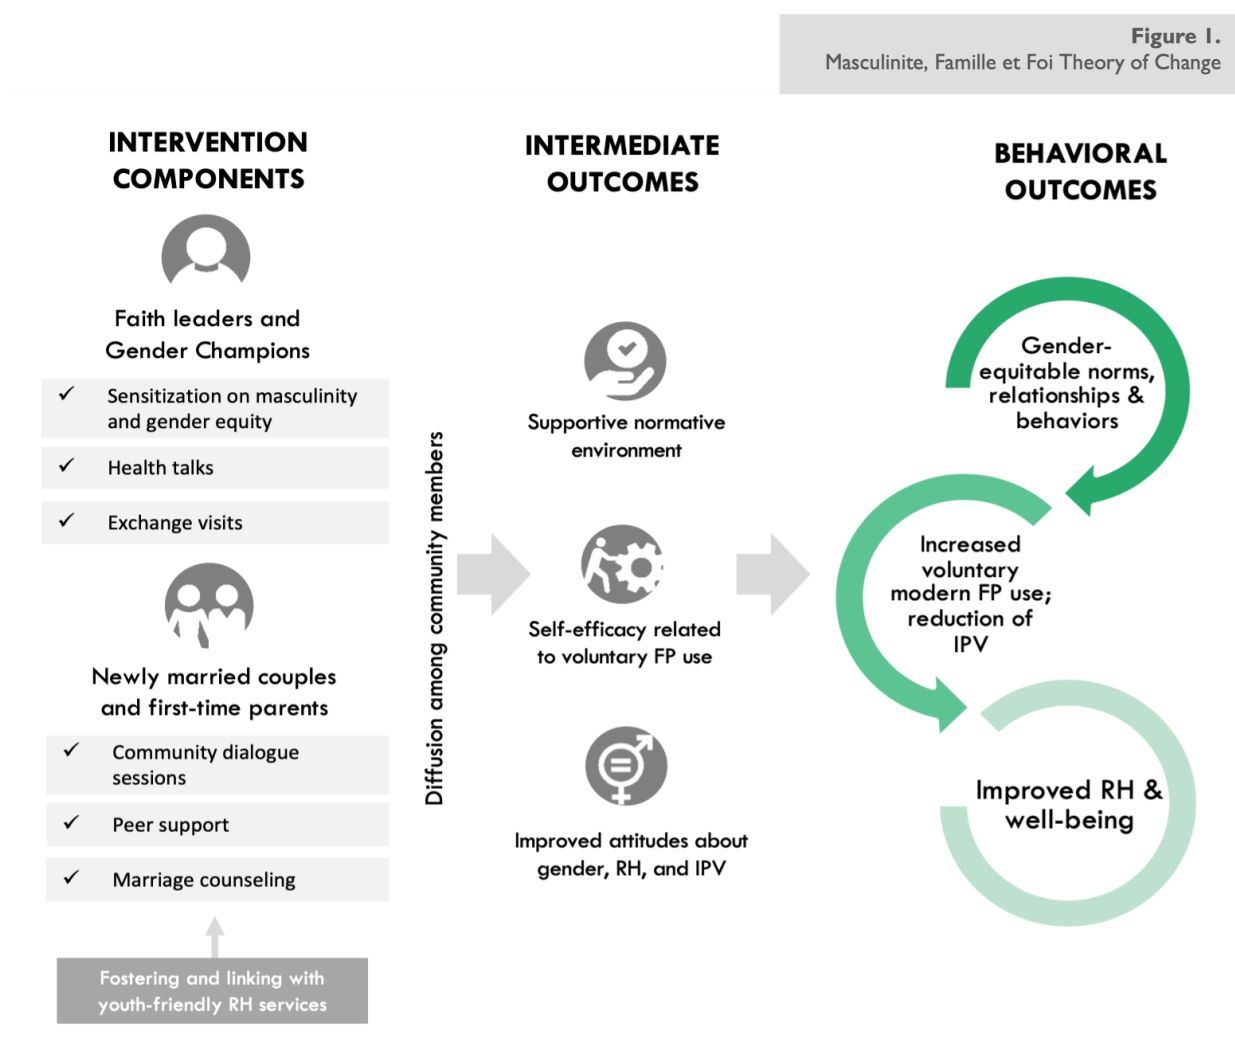 Figure 1.
Masculinite, Famille et Foi Theory of Change
INTERVENTION
COMPONENTS
Faith leaders and
Gender Champions
✓ Sensitization on masculinity
and gender equity
✓ Health talks
✓ Exchange visits
Newly married couples
and first-time parents
✓ Community dialogue
sessions
✓ Peer support
✓ Marriage counseling
Fostering and linking with
youth-friendly RH services
Diffusion among community members
INTERMEDIATE
OUTCOMES
Supportive normative
environment
Self-efficacy related
to voluntary FP use
Improved attitudes about
gender, RH, and IPV
BEHAVIORAL
OUTCOMES
Gender-
equitable norms,
relationships &
behaviors
Increased
voluntary
modern FP use;
reduction of
IPV
Improved RH &
well-being